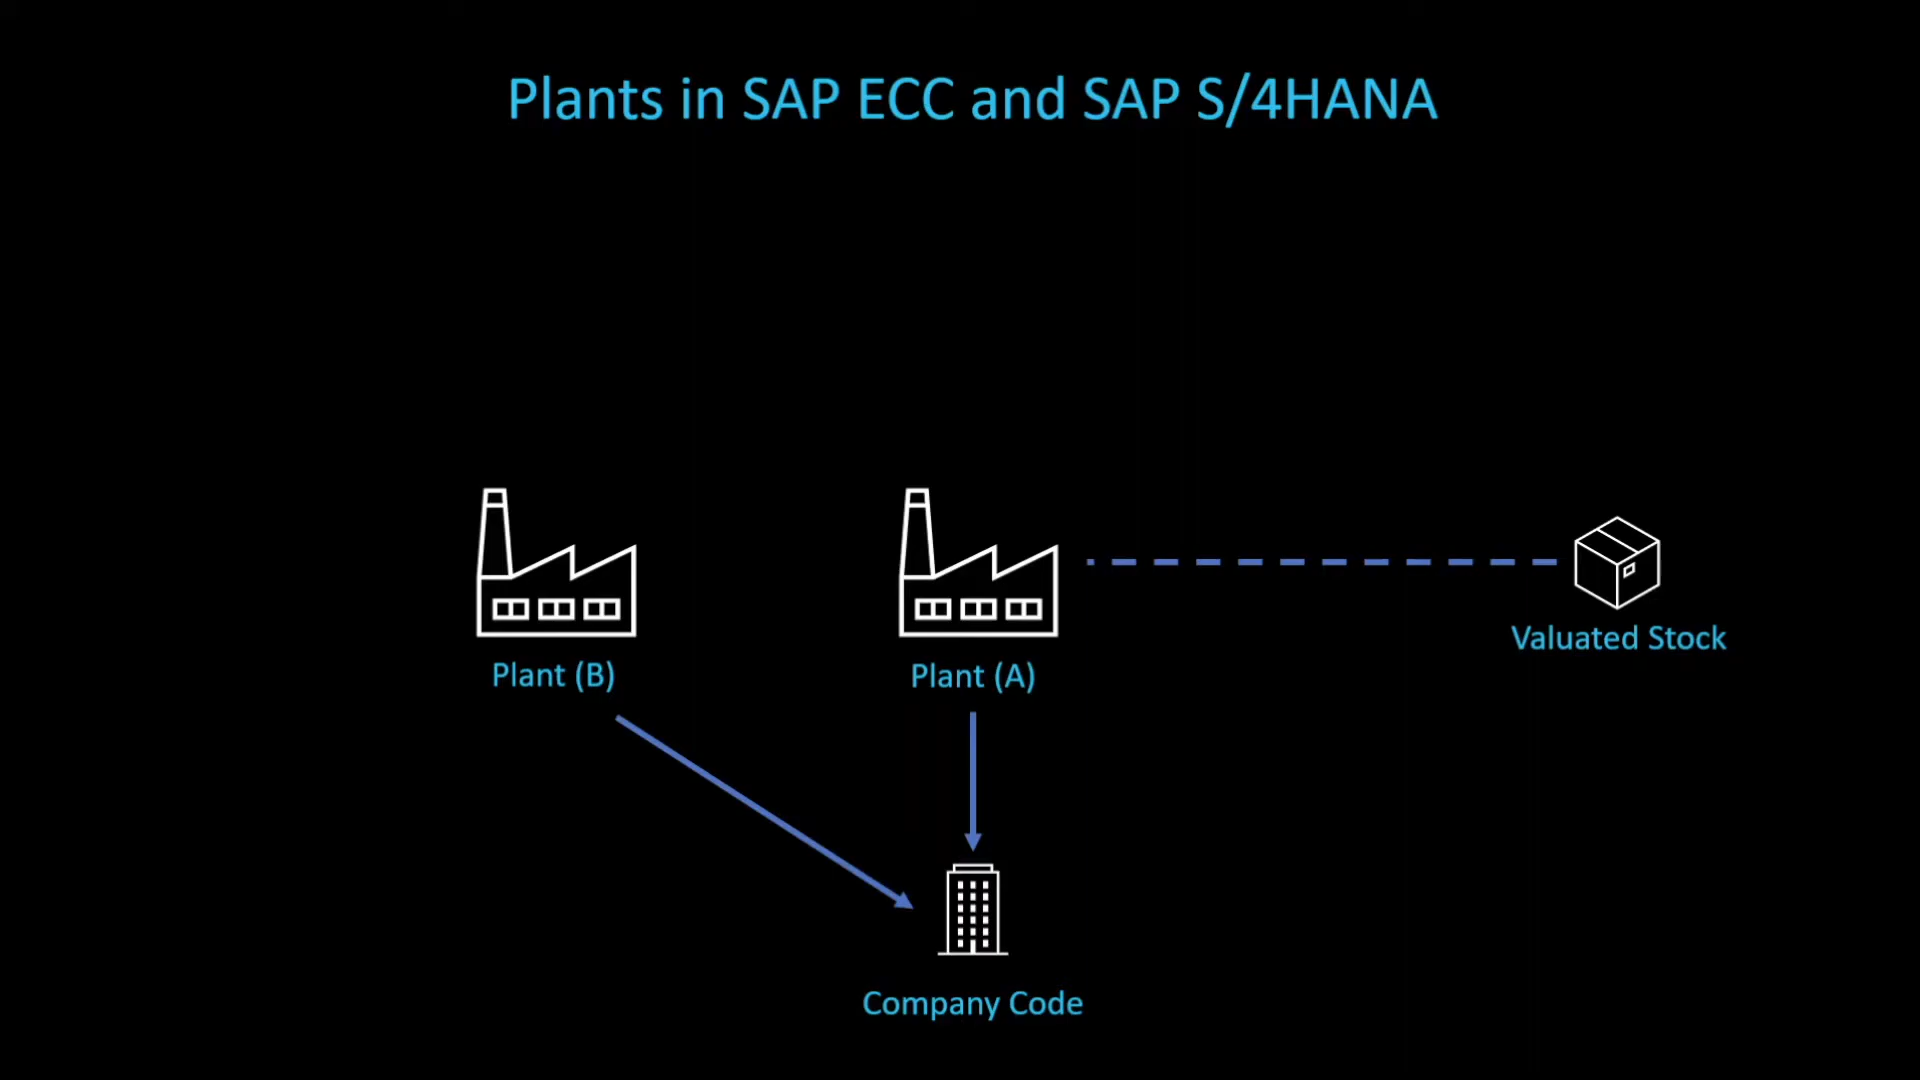 Plants in SAP ECC and SAP S/4HANA
Plant (B)
Plant (A)
Valuated Stock
Company Code